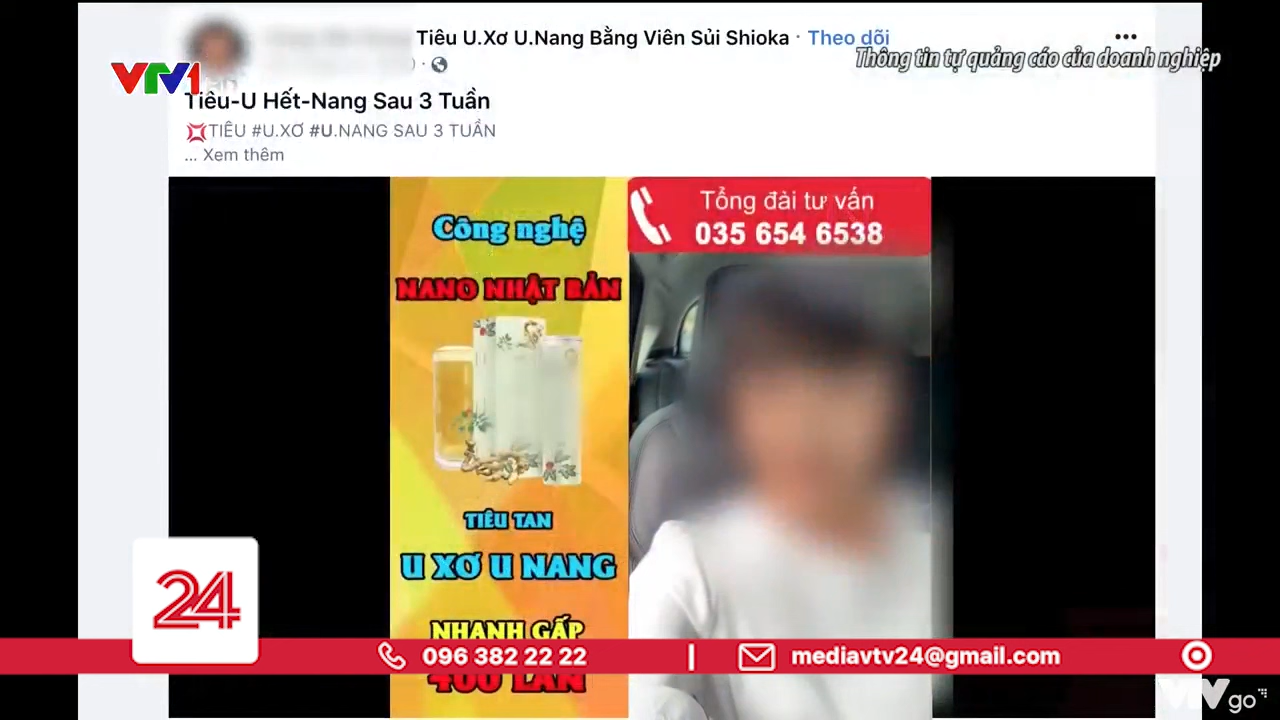 Tiêu U.Xơ U.Nang Bằng Viên Sủi Shioka · Theo dõi
Thông tin tự quảng cáo của doanh nghiệp
VTV1
Tiêu-U Hết-Nang Sau 3 Tuần
TIÊU #U.XƠ #U.NANG SAU 3 TUẦN
... Xem thêm
Tổng đài tư vấn
035 654 6538
Công nghệ
NANO NHẬT BẢN
TIÊU TAN
U XƠ U NANG
NHANH GẤP
400 LẦN
24
096 382 22 22 | mediavtv24@gmail.com
VTVgo